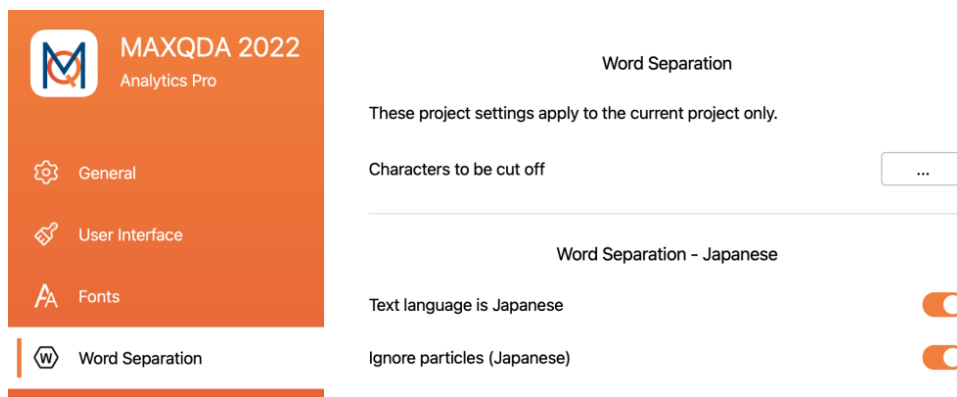 MAXQDA 2022
Analytics Pro
General
User Interface
Fonts
Word Separation
Word Separation
These project settings apply to the current project only.
Characters to be cut off
...
Word Separation - Japanese
Text language is Japanese
Ignore particles (Japanese)